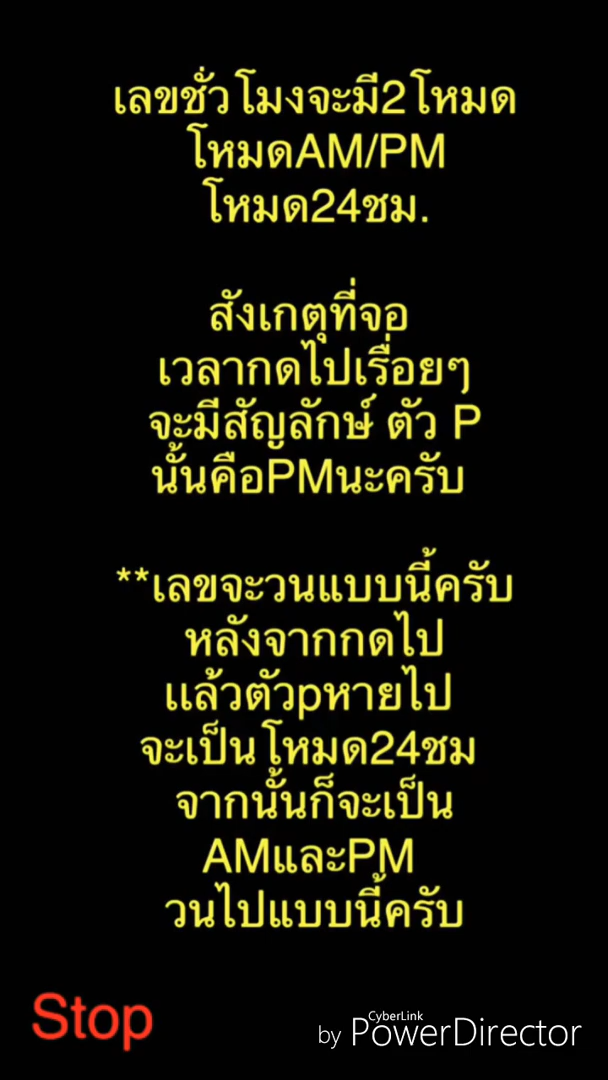 เลขชั่วโมงจะมี2โหมด
โหมดAM/PM
โหมด24ชม.
สังเกตุที่จอ
เวลากดไปเรื่อยๆ
จะมีสัญลักษ์ ตัว P
นั้นคือPMนะครับ
**เลขจะวนแบบนี้ครับ
หลังจากกดไป
แล้วตัวpหายไป
จะเป็นโหมด24ชม
จากนั้นก็จะเป็น
AMและPM
วนไปแบบนี้ครับ
Stop
CyberLink
by PowerDirector